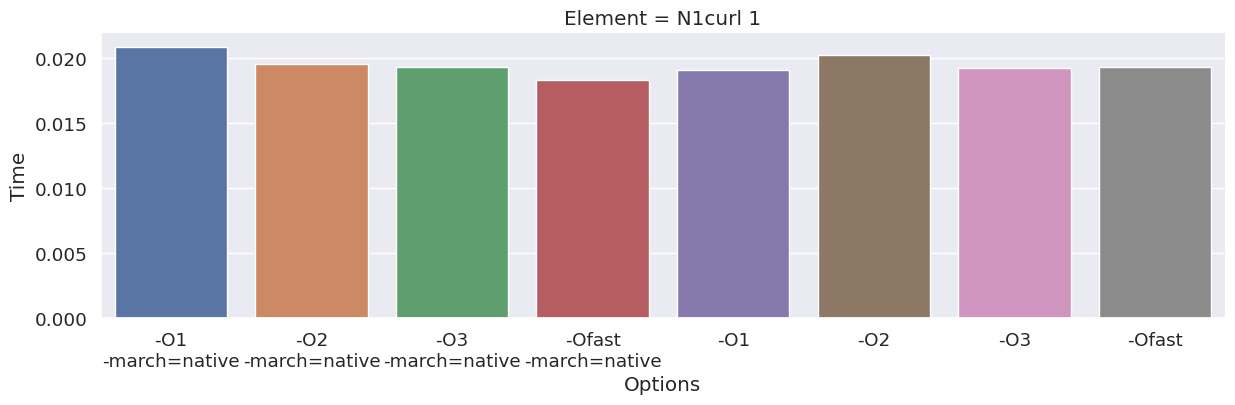 Element = N1curl 1
Time
0.020
0.015
0.010
0.005
0.000
-O1 -O2 -O3 -Ofast -O1 -O2 -O3 -Ofast
-march=native -march=native -march=native -march=native
Options